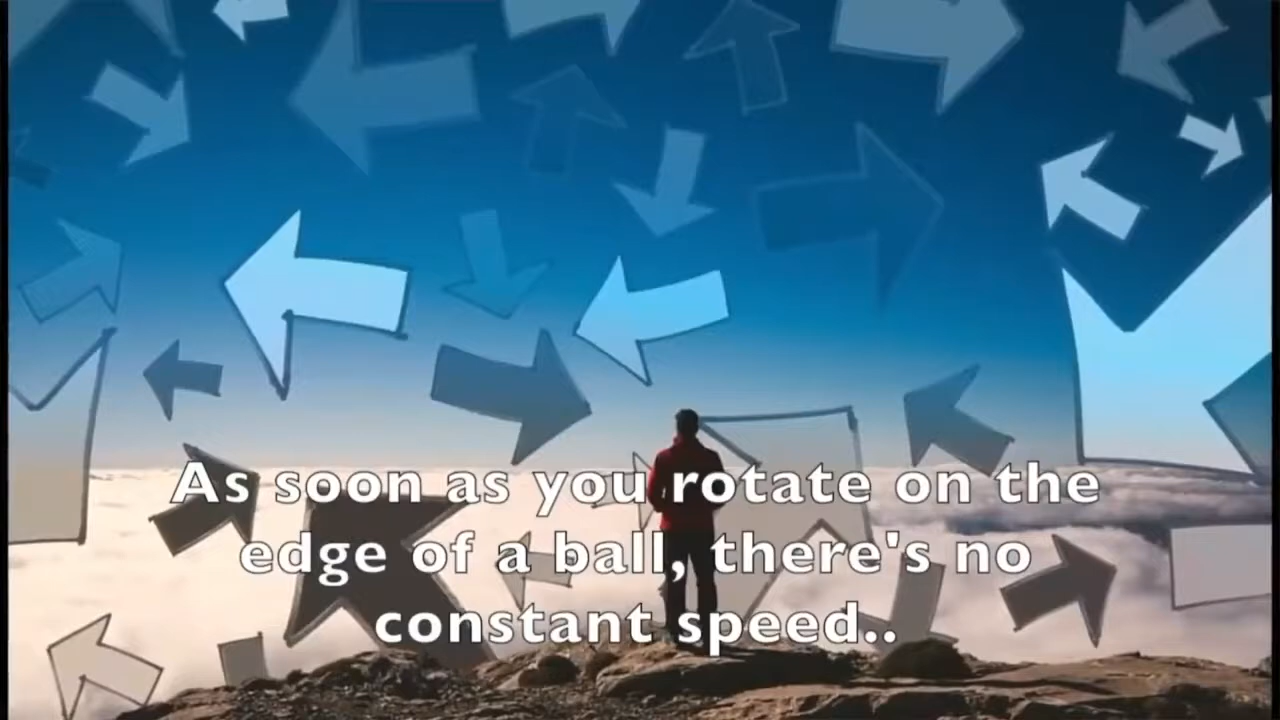 As soon as you rotate on the
edge of a ball, there's no
constant speed..